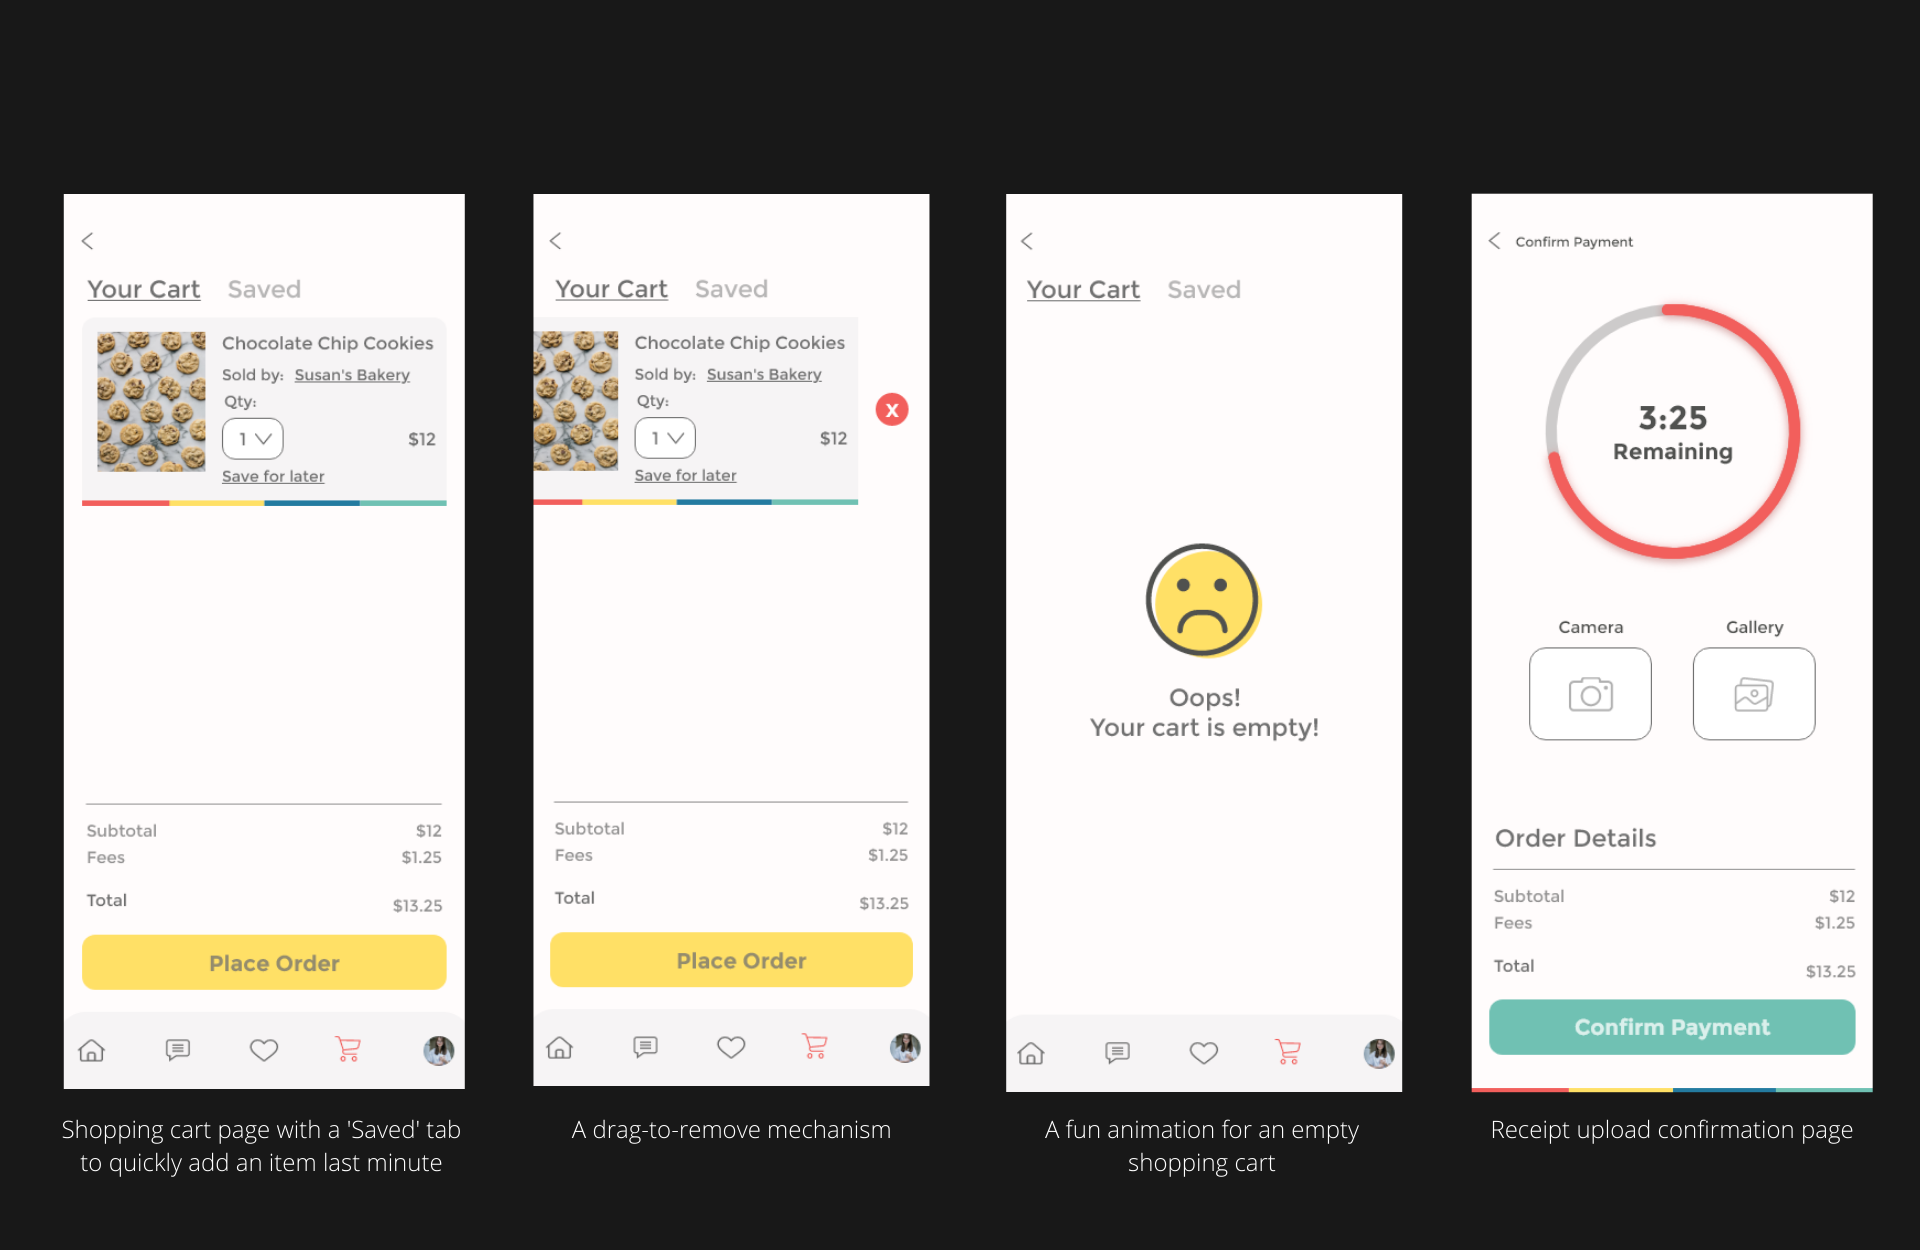 Your Cart Saved
Chocolate Chip Cookies
Sold by: Susan's Bakery
Qty:
1
$12
Save for later
Subtotal $12
Fees $1.25
Total $13.25
Place Order
Shopping cart page with a 'Saved' tab
to quickly add an item last minute
Your Cart Saved
Chocolate Chip Cookies
Sold by: Susan's Bakery
Qty:
1
$12
X
Save for later
Subtotal $12
Fees $1.25
Total $13.25
Place Order
A drag-to-remove mechanism
Your Cart Saved
Oops!
Your cart is empty!
A fun animation for an empty
shopping cart
Confirm Payment
3:25
Remaining
Camera Gallery
Order Details
Subtotal $12
Fees $1.25
Total $13.25
Confirm Payment
Receipt upload confirmation page